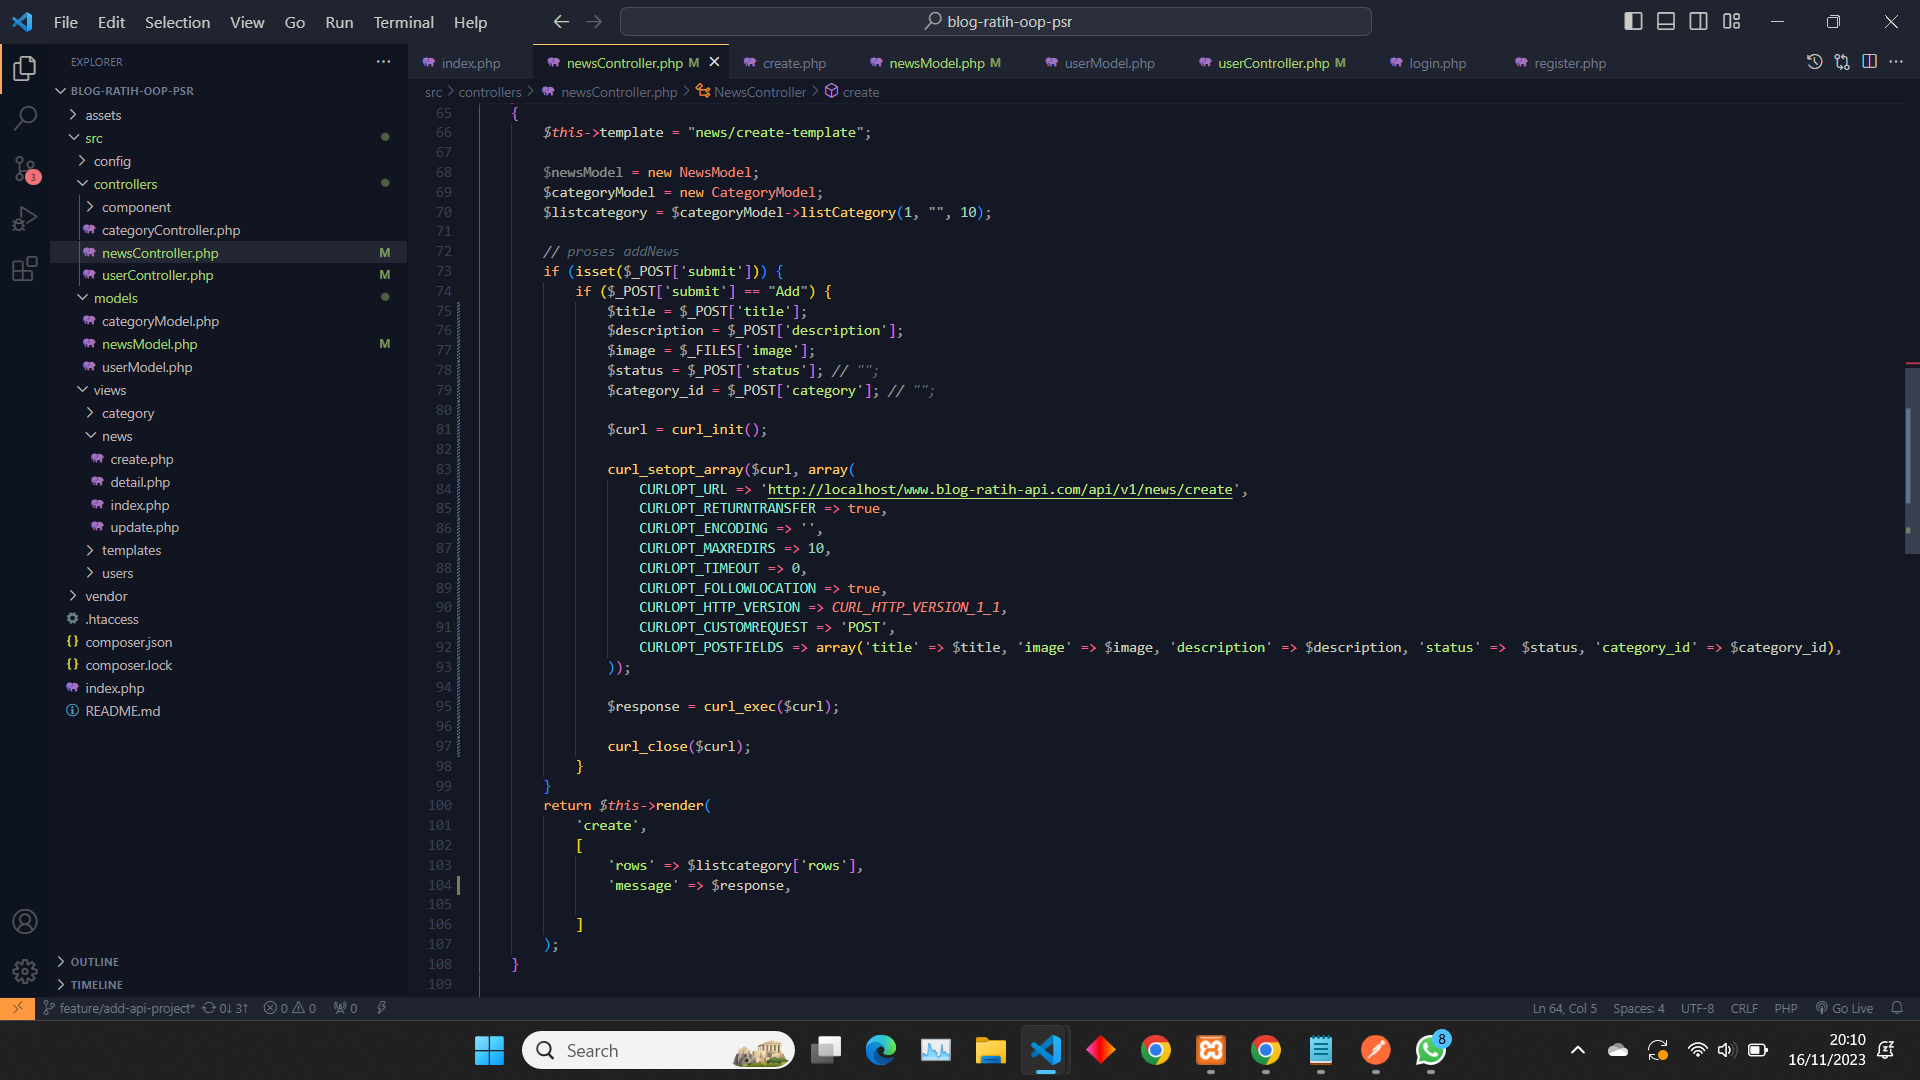 File Edit Selection View Go Run Terminal Help
blog-ratih-oop-psr
EXPLORER
BLOG-RATIH-OOP-PSR
assets
src
config
controllers
component
categoryController.php
newsController.php M
userController.php M
models
categoryModel.php
newsModel.php M
userModel.php
views
category
news
create.php
detail.php
index.php
update.php
templates
users
vendor
.htaccess
composer.json
composer.lock
index.php
README.md
OUTLINE
TIMELINE
3
index.php newsController.php M create.php newsModel.php M userModel.php userController.php M login.php register.php
src > controllers > newsController.php > NewsController > create
65 {
66 $this->template = "news/create-template";
67
68 $newsModel = new NewsModel;
69 $categoryModel = new CategoryModel;
70 $listcategory = $categoryModel->listCategory(1, "", 10);
71
72 // proses addNews
73 if (isset($_POST['submit'])) {
74 if ($_POST['submit'] == "Add") {
75 $title = $_POST['title'];
76 $description = $_POST['description'];
77 $image = $_FILES['image'];
78 $status = $_POST['status']; // "";
79 $category_id = $_POST['category']; // "";
80
81 $curl = curl_init();
82
83 curl_setopt_array($curl, array(
84 CURLOPT_URL => 'http://localhost/www.blog-ratih-api.com/api/v1/news/create',
85 CURLOPT_RETURNTRANSFER => true,
86 CURLOPT_ENCODING => '',
87 CURLOPT_MAXREDIRS => 10,
88 CURLOPT_TIMEOUT => 0,
89 CURLOPT_FOLLOWLOCATION => true,
90 CURLOPT_HTTP_VERSION => CURL_HTTP_VERSION_1_1,
91 CURLOPT_CUSTOMREQUEST => 'POST',
92 CURLOPT_POSTFIELDS => array('title' => $title, 'image' => $image, 'description' => $description, 'status' =>  $status, 'category_id' => $category_id),
93 ));
94
95 $response = curl_exec($curl);
96
97 curl_close($curl);
98 }
99 }
100 return $this->render(
101 'create',
102 [
103 'rows' => $listcategory['rows'],
104 'message' => $response,
105
106 ]
107 );
108 }
109
feature/add-api-project* 0↓ 3↑ 0 0 0
Ln 64, Col 5 Spaces: 4 UTF-8 CRLF PHP Go Live
Search
8
20:10
16/11/2023